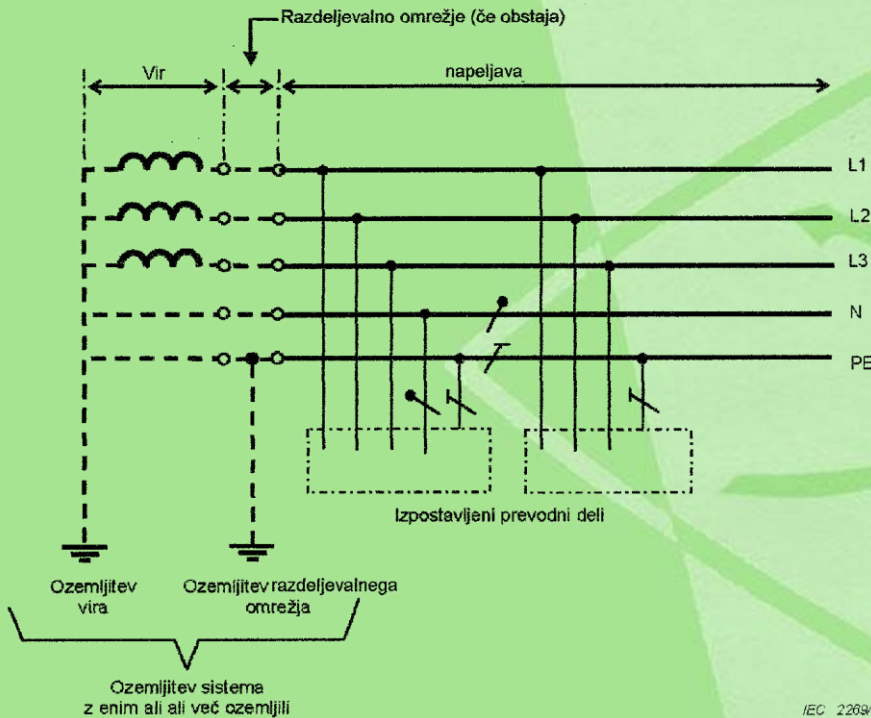 Razdeljevalno omrežje (če obstaja)
Vir
napeljava
L1
L2
L3
N
PE
Izpostavljeni prevodni deli
Ozemljitev
vira
Ozemljitev razdeljevalnega
omrežja
Ozemljitev sistema
z enim ali ali več ozemljili
IEC 2269/